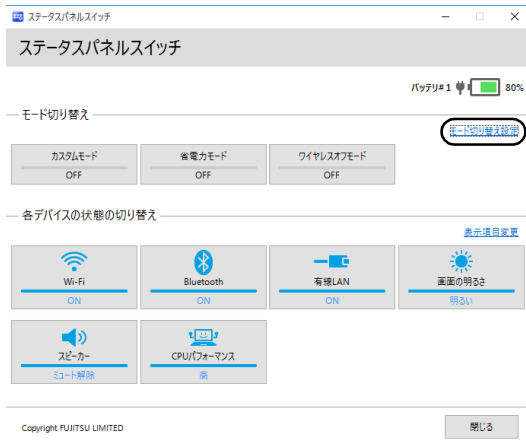 ステータスパネルスイッチ
ステータスパネルスイッチ
バッテリ#1 80%
モード切り替え
モード切り替え設定
カスタムモード 省電力モード ワイヤレスオフモード
OFF OFF OFF
各デバイスの状態の切り替え
表示項目変更
Wi-Fi Bluetooth 有線LAN 画面の明るさ
ON ON ON 明るい
スピーカー CPUパフォーマンス
ミュート解除 高
Copyright FUJITSU LIMITED 閉じる